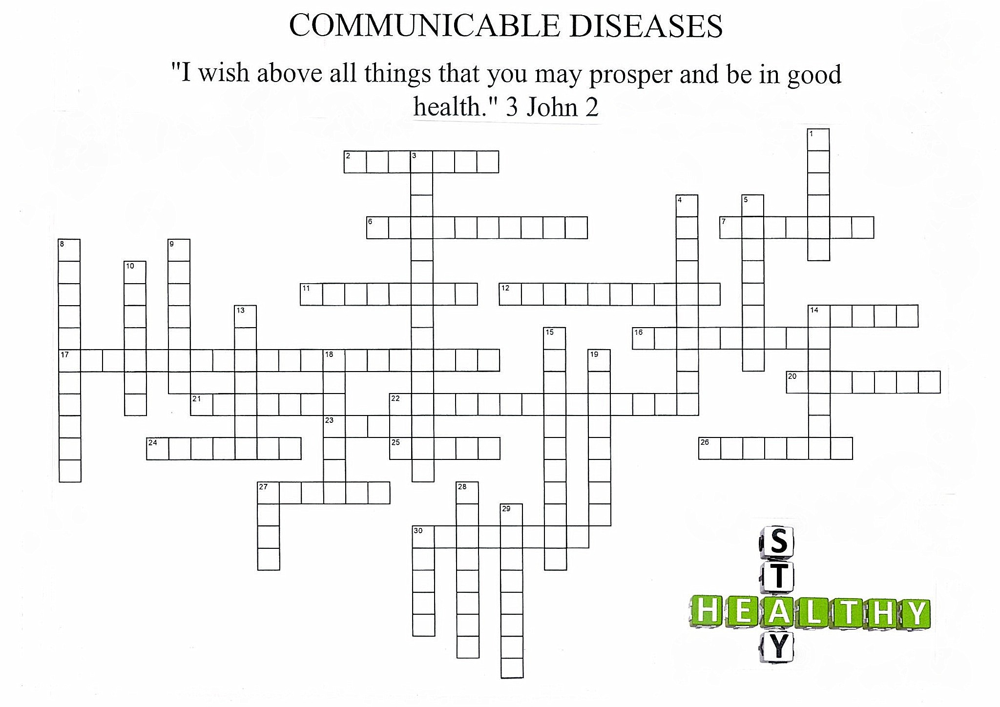 COMMUNICABLE DISEASES
"I wish above all things that you may prosper and be in good
health." 3 John 2
1
2 3
4 5
6 7
8 9
10
11 12
13 14
15 16
17 18 19
20
21 22
23
24 25 26
27 28
29
30
S
T
HEALTHY
Y